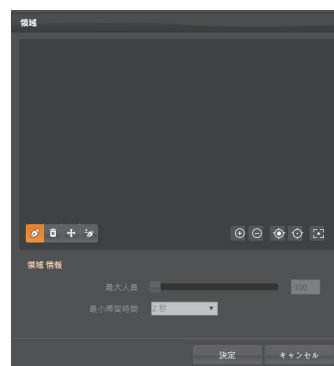 領域
領域 情報
最大人員 100
最小滞留時間 2 秒
決定 キャンセル